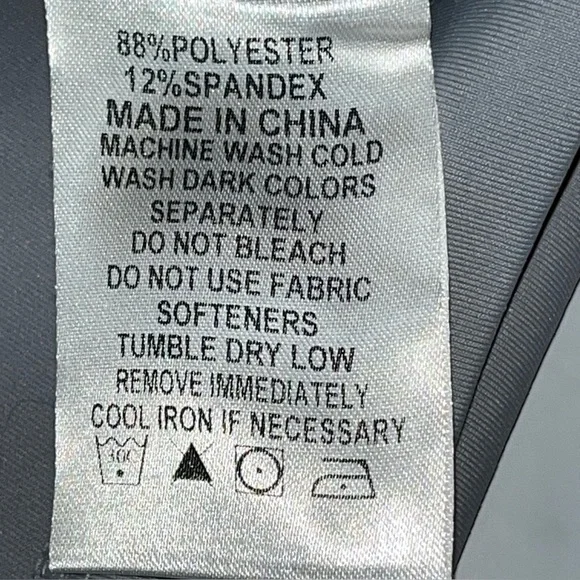 88%POLYESTER
12%SPANDEX
MADE IN CHINA
MACHINE WASH COLD
WASH DARK COLORS
SEPARATELY
DO NOT BLEACH
DO NOT USE FABRIC
SOFTENERS
TUMBLE DRY LOW
REMOVE IMMEDIATELY
COOL IRON IF NECESSARY
30C